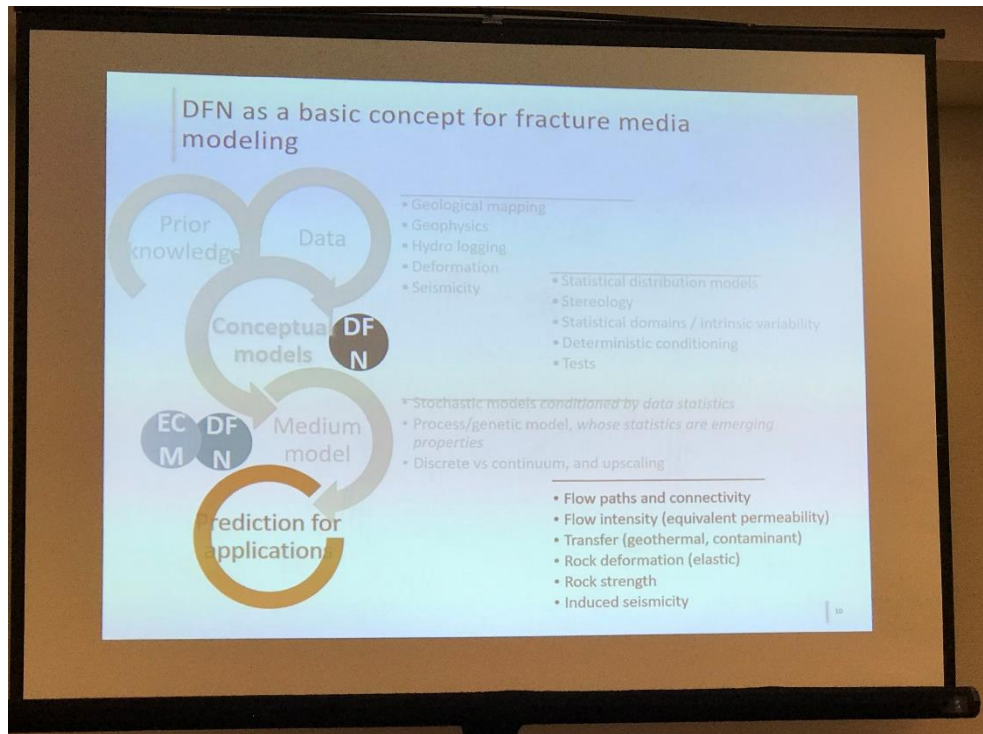 DFN as a basic concept for fracture media
modeling
Prior
knowledge
Data
• Geological mapping
• Geophysics
• Hydro logging
• Deformation
• Seismicity
Conceptual
models
DF
N
• Statistical distribution models
• Stereology
• Statistical domains / intrinsic variability
• Deterministic conditioning
• Tests
EC
M
DF
N
Medium
model
• Stochastic models conditioned by data statistics
• Process/genetic model, whose statistics are emerging
properties
• Discrete vs continuum, and upscaling
Prediction for
applications
• Flow paths and connectivity
• Flow intensity (equivalent permeability)
• Transfer (geothermal, contaminant)
• Rock deformation (elastic)
• Rock strength
• Induced seismicity
10